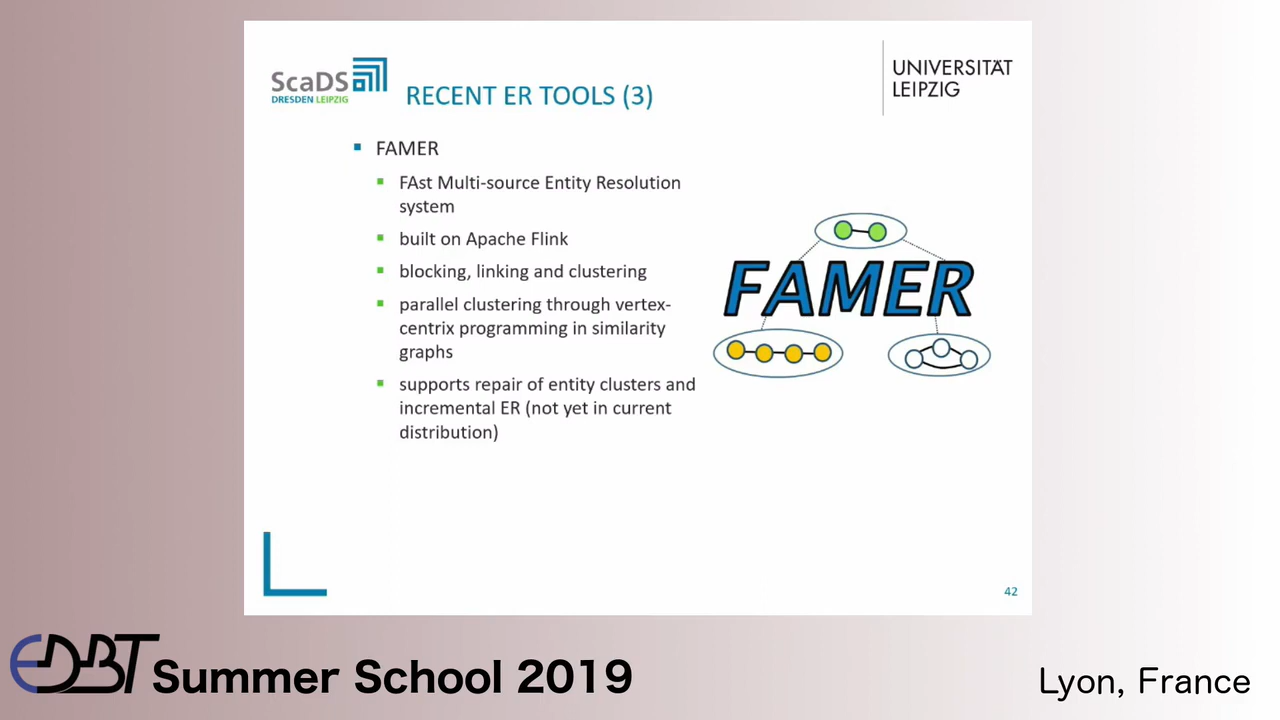 ScaDS
DRESDEN LEIPZIG
RECENT ER TOOLS (3)
UNIVERSITÄT
LEIPZIG
FAMER
FAst Multi-source Entity Resolution
system
built on Apache Flink
blocking, linking and clustering
parallel clustering through vertex-
centrix programming in similarity
graphs
supports repair of entity clusters and
incremental ER (not yet in current
distribution)
FAMER
42
EDBT Summer School 2019
Lyon, France